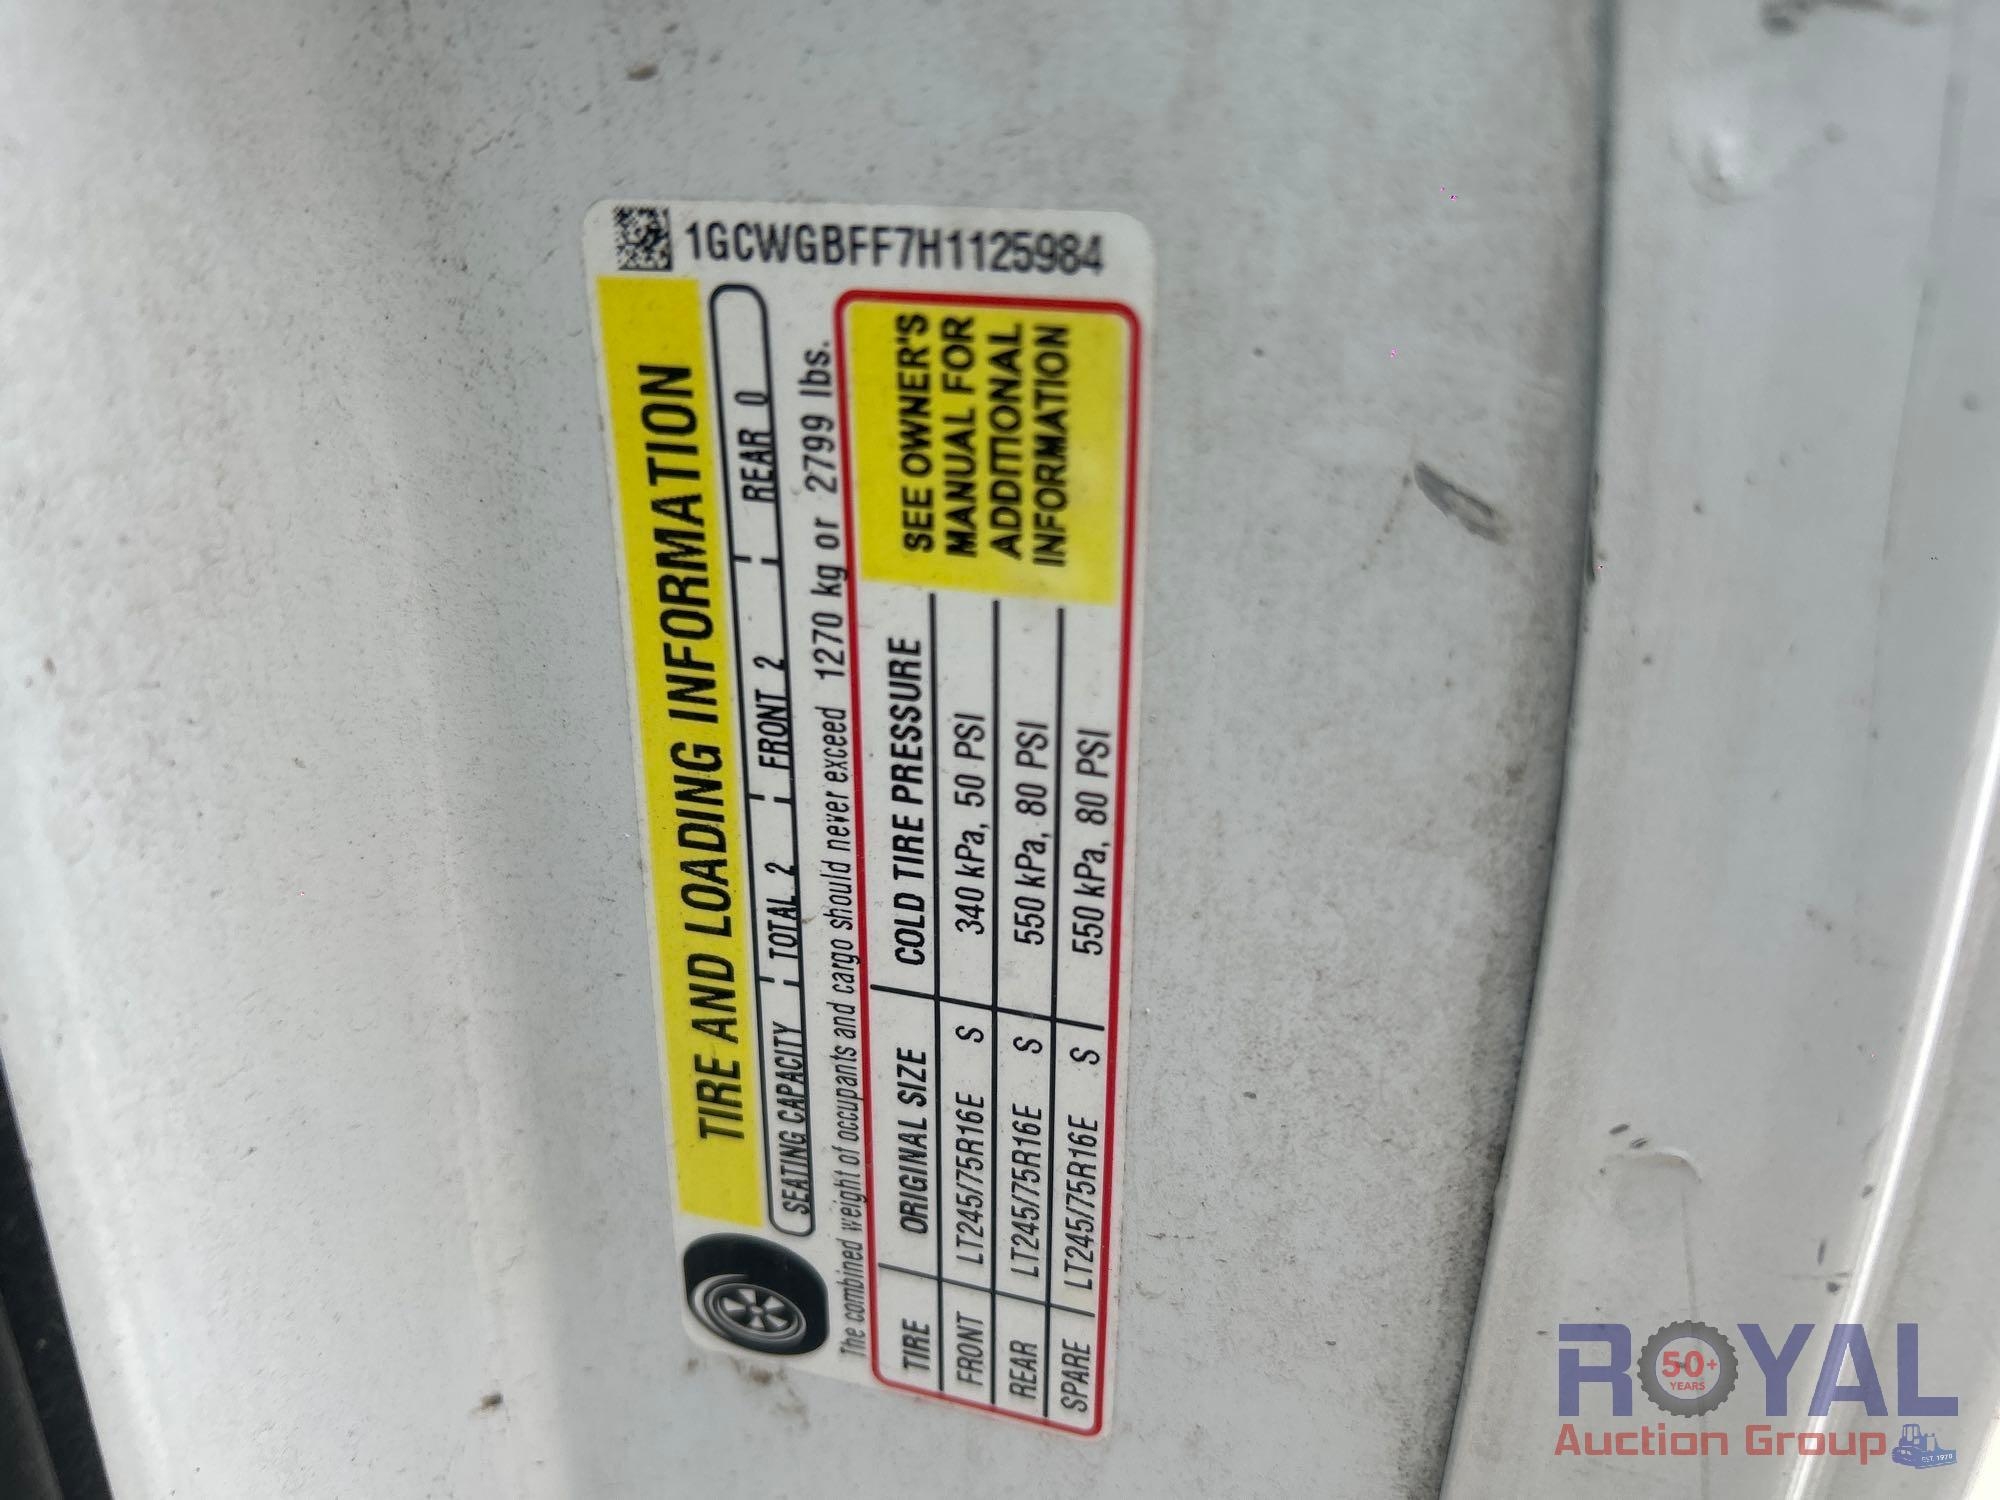 1GCWGBFF7H1125984
TIRE AND LOADING INFORMATION
SEATING CAPACITY TOTAL 2 FRONT 2 REAR 0
The combined weight of occupants and cargo should never exceed 1270 kg or 2799 lbs.
TIRE ORIGINAL SIZE COLD TIRE PRESSURE
FRONT LT245/75R16E S 340 kPa, 50 PSI
REAR LT245/75R16E S 550 kPa, 80 PSI
SPARE LT245/75R16E S 550 kPa, 80 PSI
SEE OWNER'S
MANUAL FOR
ADDITIONAL
INFORMATION
ROYAL
50+
YEARS
Auction Group
EST. 1970